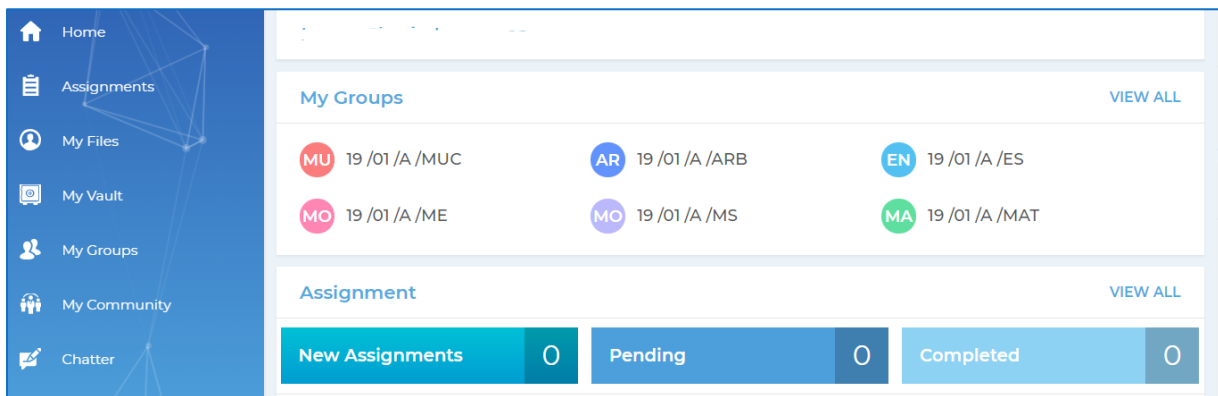 Home
Assignments
My Files
My Vault
My Groups
My Community
Chatter
My Groups VIEW ALL
MU 19 /01 /A /MUC AR 19 /01 /A /ARB EN 19 /01 /A /ES
MO 19 /01 /A /ME MO 19 /01 /A /MS MA 19 /01 /A /MAT
Assignment VIEW ALL
New Assignments 0 Pending 0 Completed 0